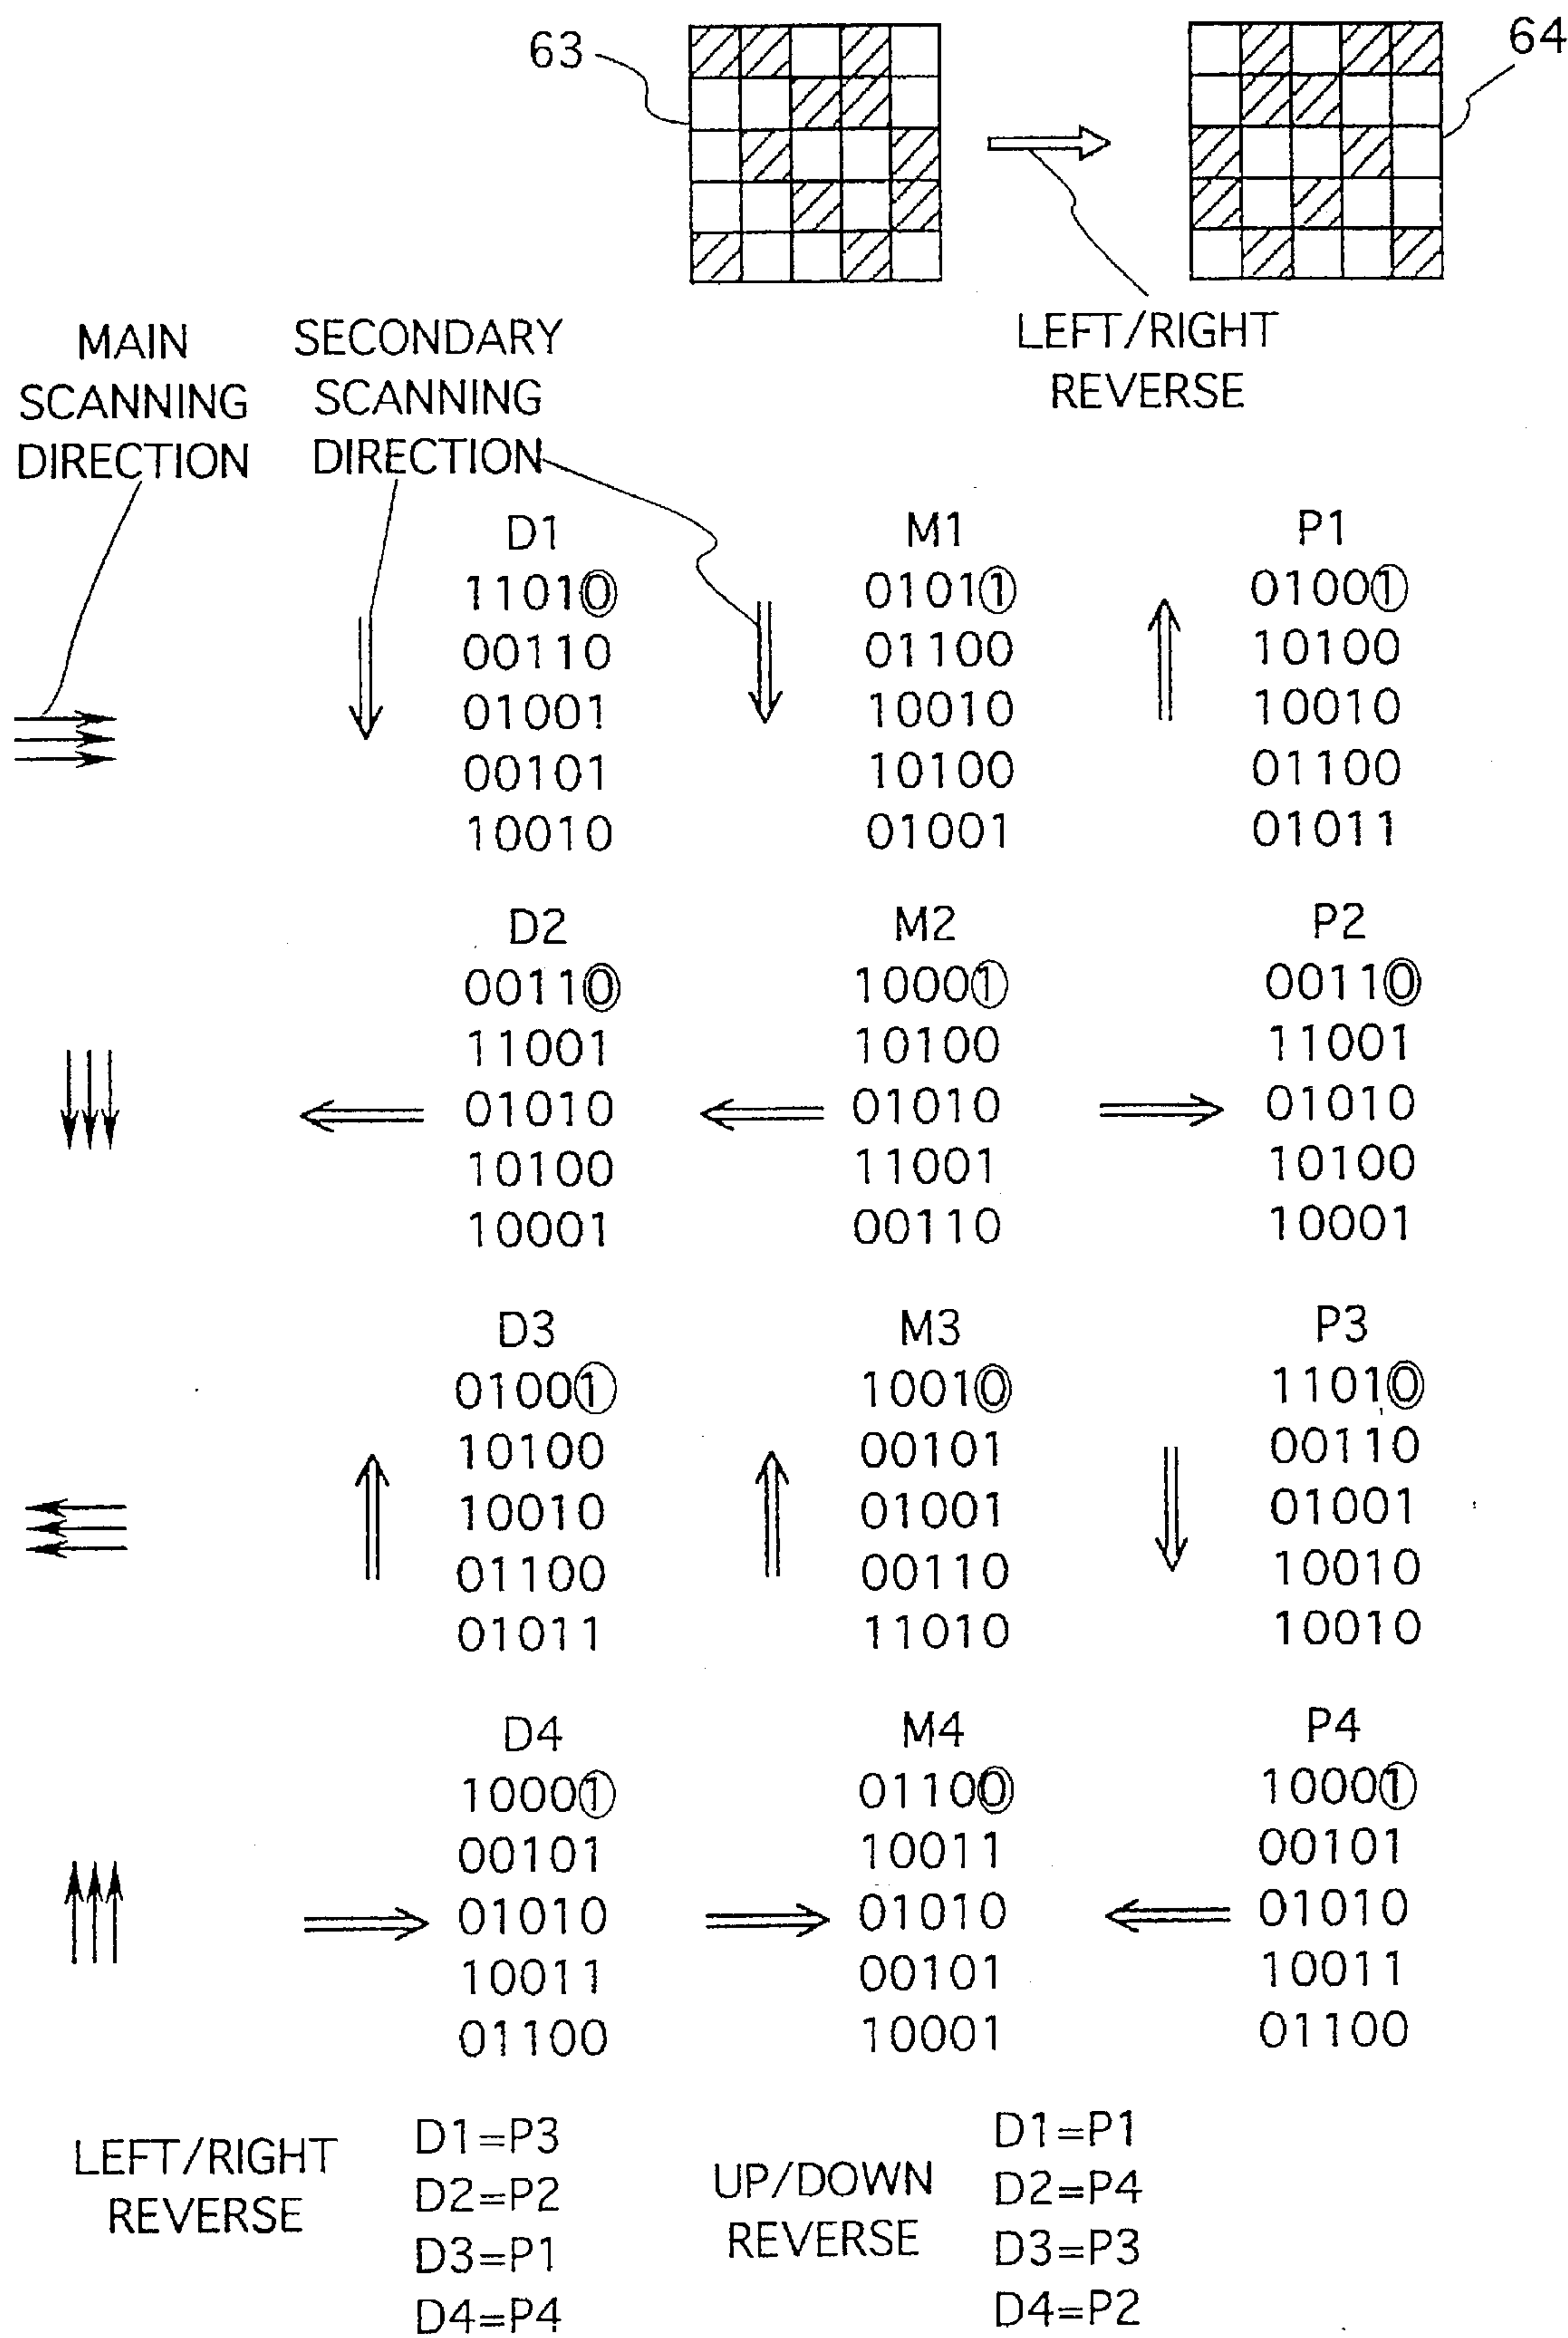 63
64
LEFT/RIGHT
REVERSE
MAIN
SCANNING
DIRECTION
SECONDARY
SCANNING
DIRECTION
D1
11010
00110
01001
00101
10010
M1
01011
01100
10010
10100
01001
P1
01001
10100
10010
01100
01011
D2
00110
11001
01010
10100
10001
M2
10001
10100
01010
11001
00110
P2
00110
11001
01010
10100
10001
D3
01001
10100
10010
01100
01011
M3
10010
00101
01001
00110
11010
P3
11010
00110
01001
10010
10010
D4
10001
00101
01010
10011
01100
M4
01100
10011
01010
00101
10001
P4
10001
00101
01010
10011
01100
LEFT/RIGHT
REVERSE
D1=P3
D2=P2
D3=P1
D4=P4
UP/DOWN
REVERSE
D1=P1
D2=P4
D3=P3
D4=P2